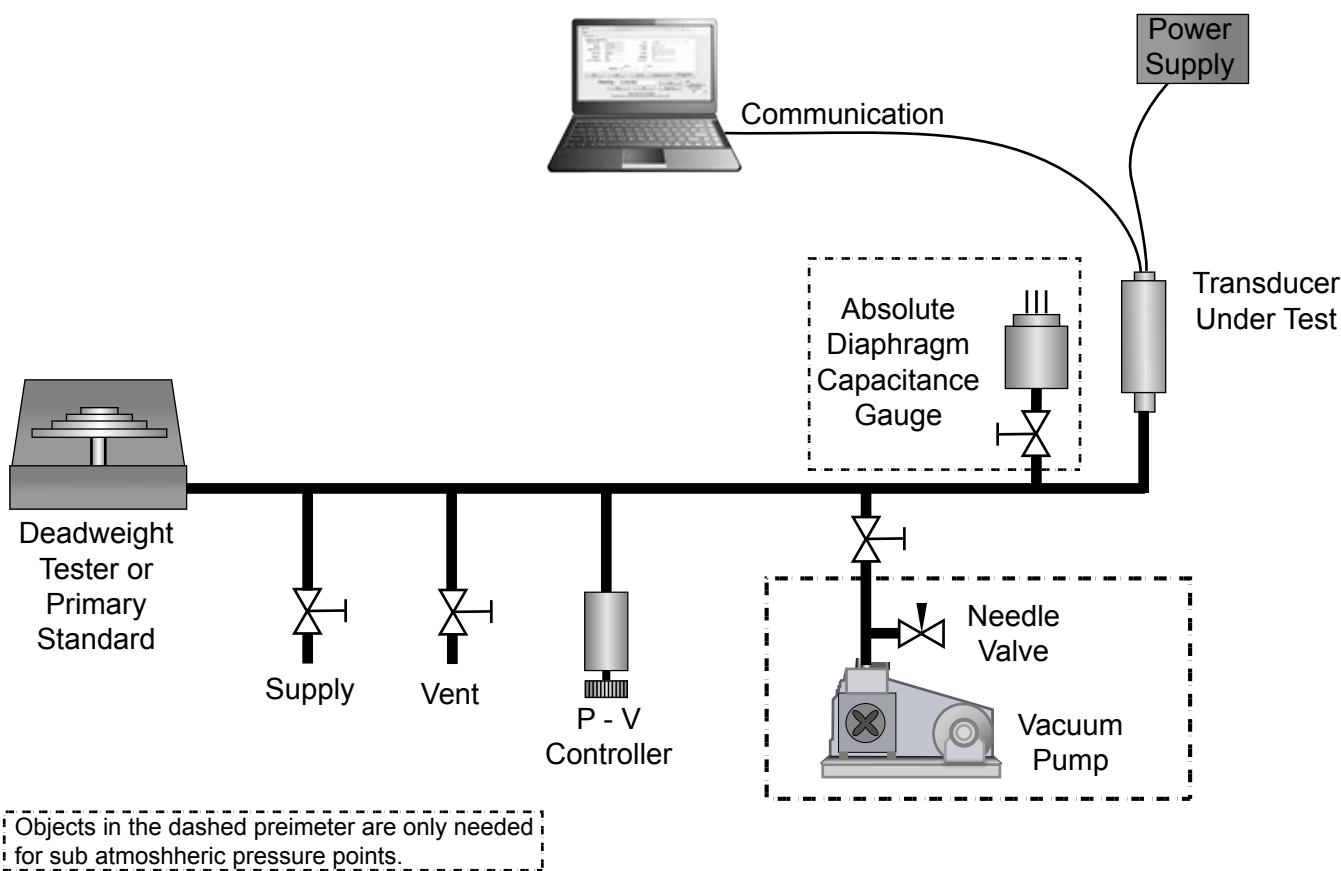 Power
Supply
Communication
Transducer
Under Test
Absolute
Diaphragm
Capacitance
Gauge
Deadweight
Tester or
Primary
Standard
Supply
Vent
P - V
Controller
Needle
Valve
Vacuum
Pump
Objects in the dashed preimeter are only needed
for sub atmoshheric pressure points.